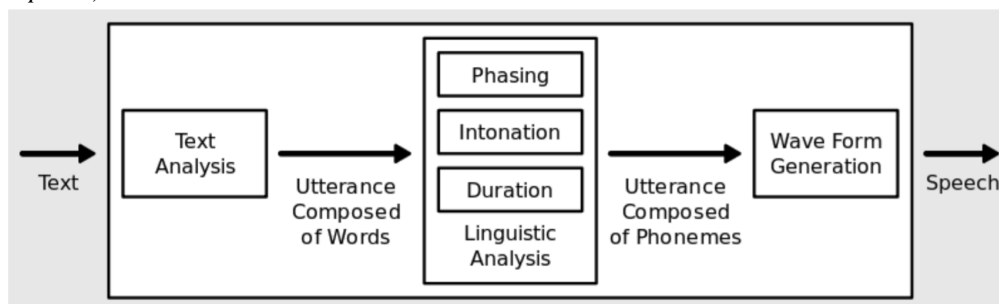 Text
Text
Analysis
Utterance
Composed
of Words
Phasing
Intonation
Duration
Linguistic
Analysis
Utterance
Composed
of Phonemes
Wave Form
Generation
Speech